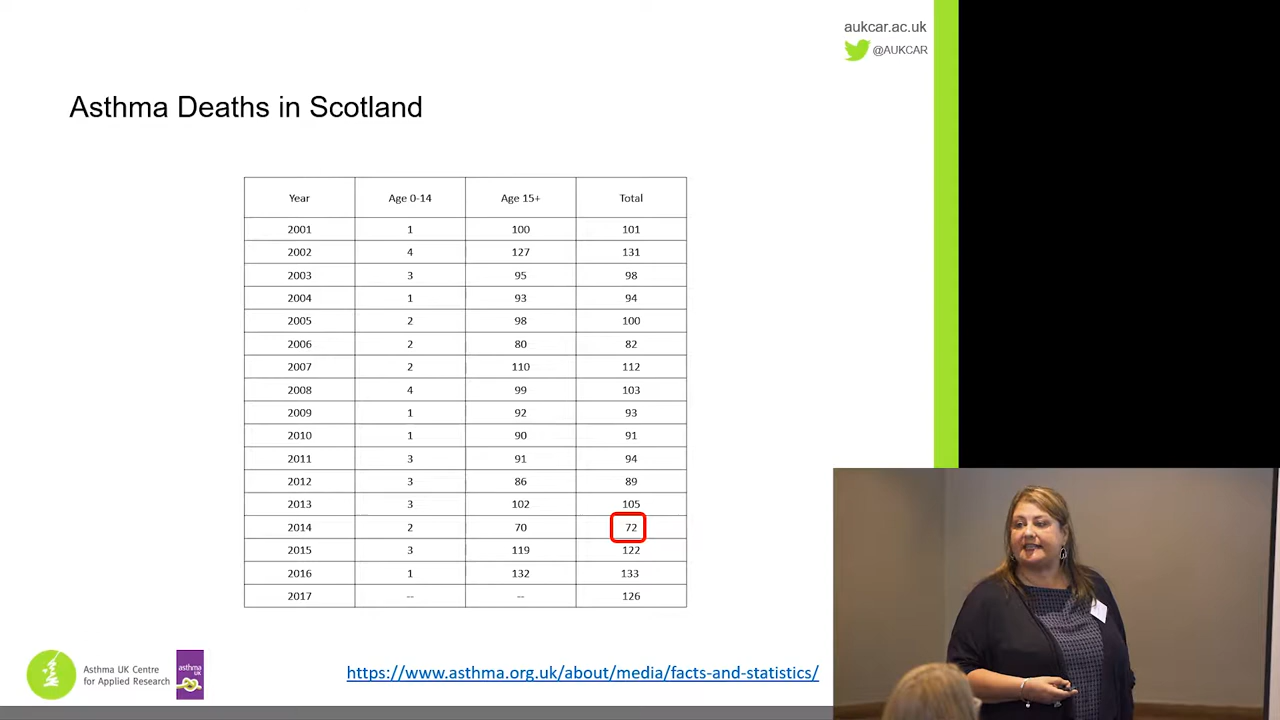 aukcar.ac.uk
@AUKCAR
Asthma Deaths in Scotland
Year Age 0-14 Age 15+ Total
2001 1 100 101
2002 4 127 131
2003 3 95 98
2004 1 93 94
2005 2 98 100
2006 2 80 82
2007 2 110 112
2008 4 99 103
2009 1 92 93
2010 1 90 91
2011 3 91 94
2012 3 86 89
2013 3 102 105
2014 2 70 72
2015 3 119 122
2016 1 132 133
2017 -- -- 126
Asthma UK Centre
for Applied Research
asthma
UK
https://www.asthma.org.uk/about/media/facts-and-statistics/